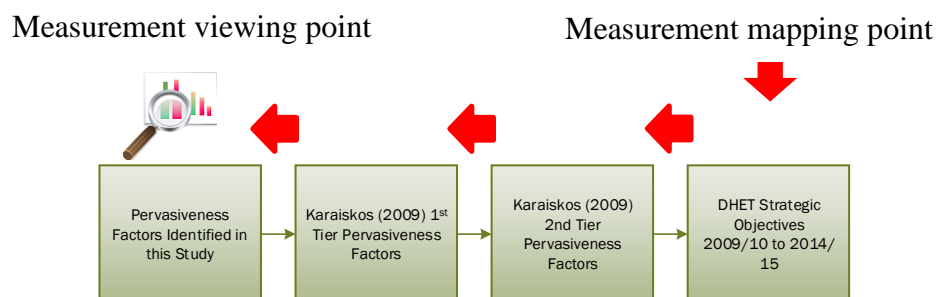 Measurement viewing point
Measurement mapping point
Pervasiveness
Factors Identified in
this Study
Karaiskos (2009) 1st
Tier Pervasiveness
Factors
Karaiskos (2009)
2nd Tier
Pervasiveness
Factors
DHET Strategic
Objectives
2009/10 to 2014/
15